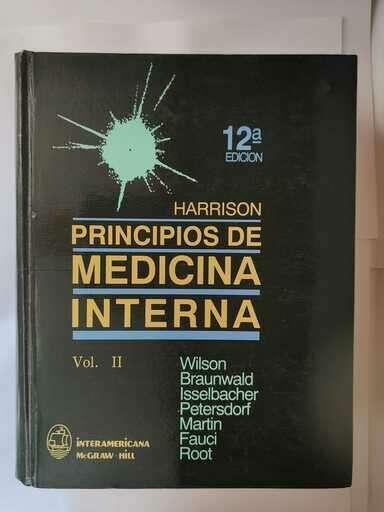 12ª
EDICION
HARRISON
PRINCIPIOS DE
MEDICINA
INTERNA
Vol. II
Wilson
Braunwald
Isselbacher
Petersdorf
Martin
Fauci
Root
INTERAMERICANA
McGRAW-HILL